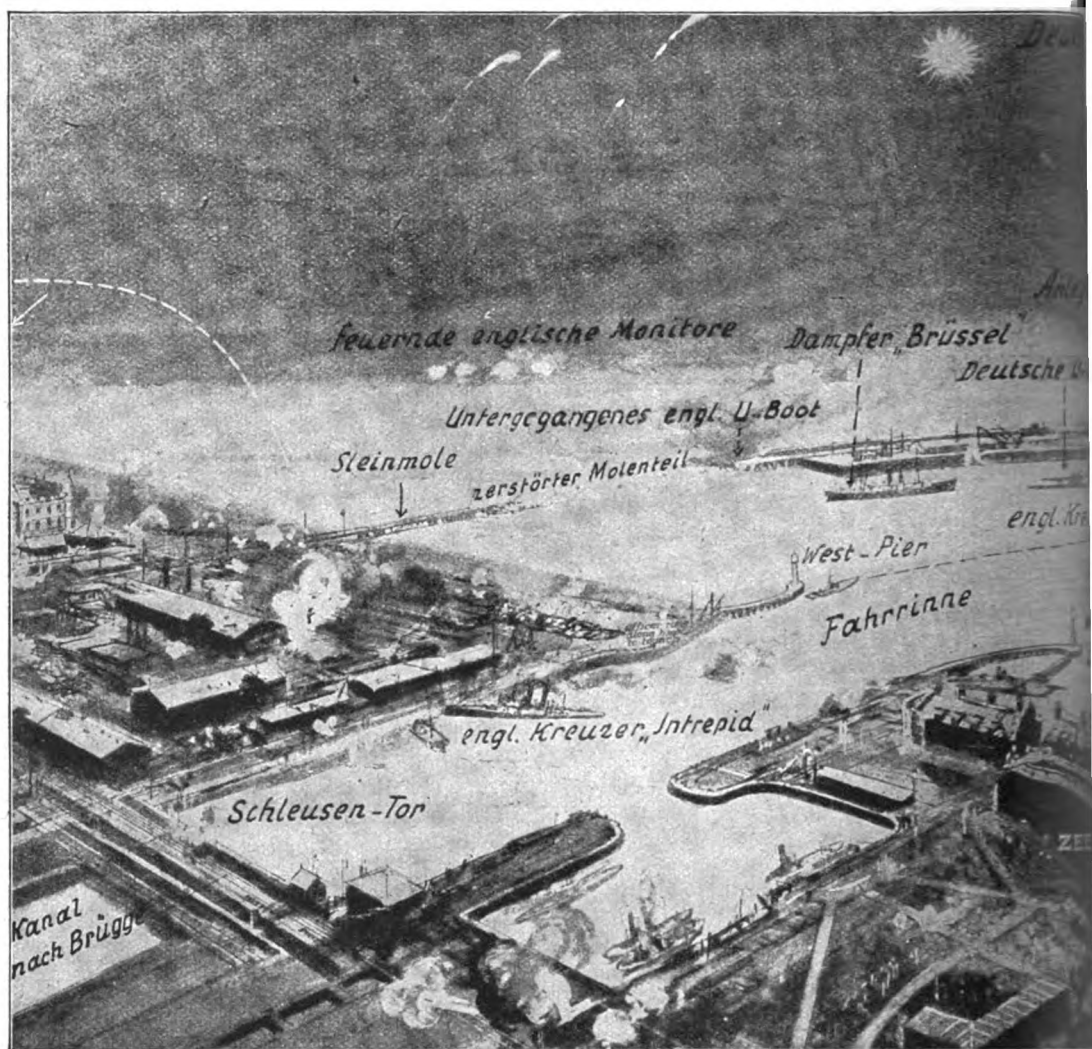 Feuernde englische Monitore
Dampfer „Brüssel"
Deutsche
Untergegangenes engl. U-Boot
Steinmole
zerstörter Molenteil
engl.
West-Pier
Fahrrinne
engl. Kreuzer „Intrepid"
Schleusen-Tor
Kanal
nach Brügge